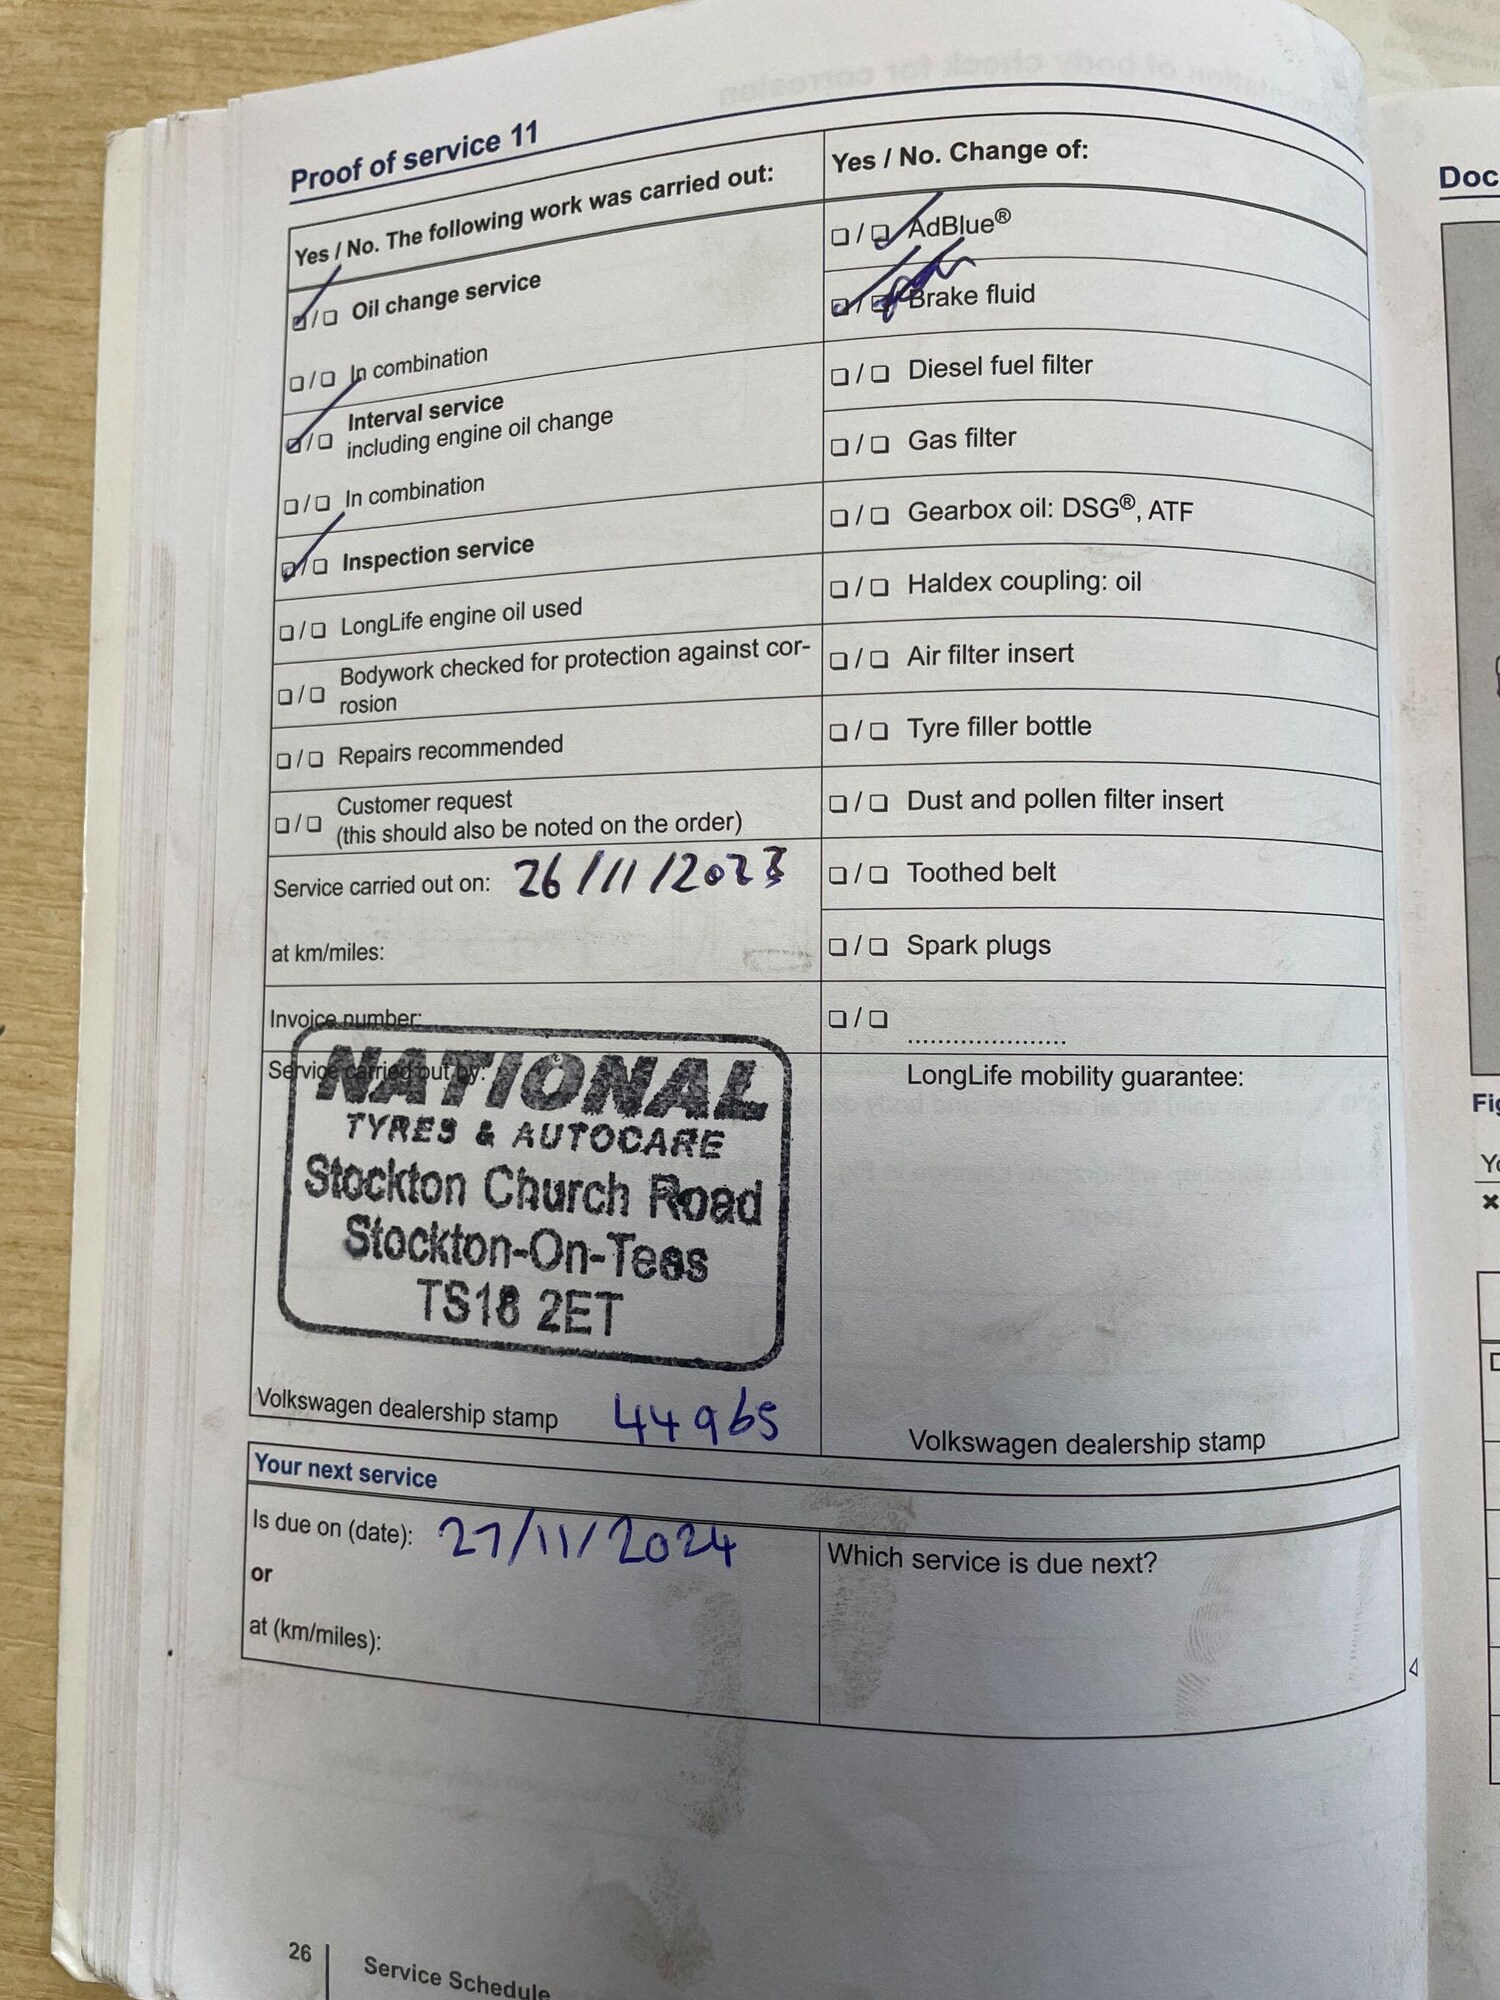 Proof of service 11
Yes / No. The following work was carried out:
Oil change service
In combination
Interval service
including engine oil change
In combination
Inspection service
LongLife engine oil used
Bodywork checked for protection against cor-
rosion
Repairs recommended
Customer request
(this should also be noted on the order)
Service carried out on: 26/11/2023
at km/miles:
Invoice number:
Service carried out by:
NATIONAL
TYRES & AUTOCARE
Stockton Church Road
Stockton-On-Tees
TS18 2ET
Volkswagen dealership stamp 44965
Yes / No. Change of:
AdBlue®
Brake fluid
Diesel fuel filter
Gas filter
Gearbox oil: DSG®, ATF
Haldex coupling: oil
Air filter insert
Tyre filler bottle
Dust and pollen filter insert
Toothed belt
Spark plugs
LongLife mobility guarantee:
Volkswagen dealership stamp
Your next service
Is due on (date): 27/11/2024
or
at (km/miles):
Which service is due next?
26
Service Schedule
Doc
Fig
Yo